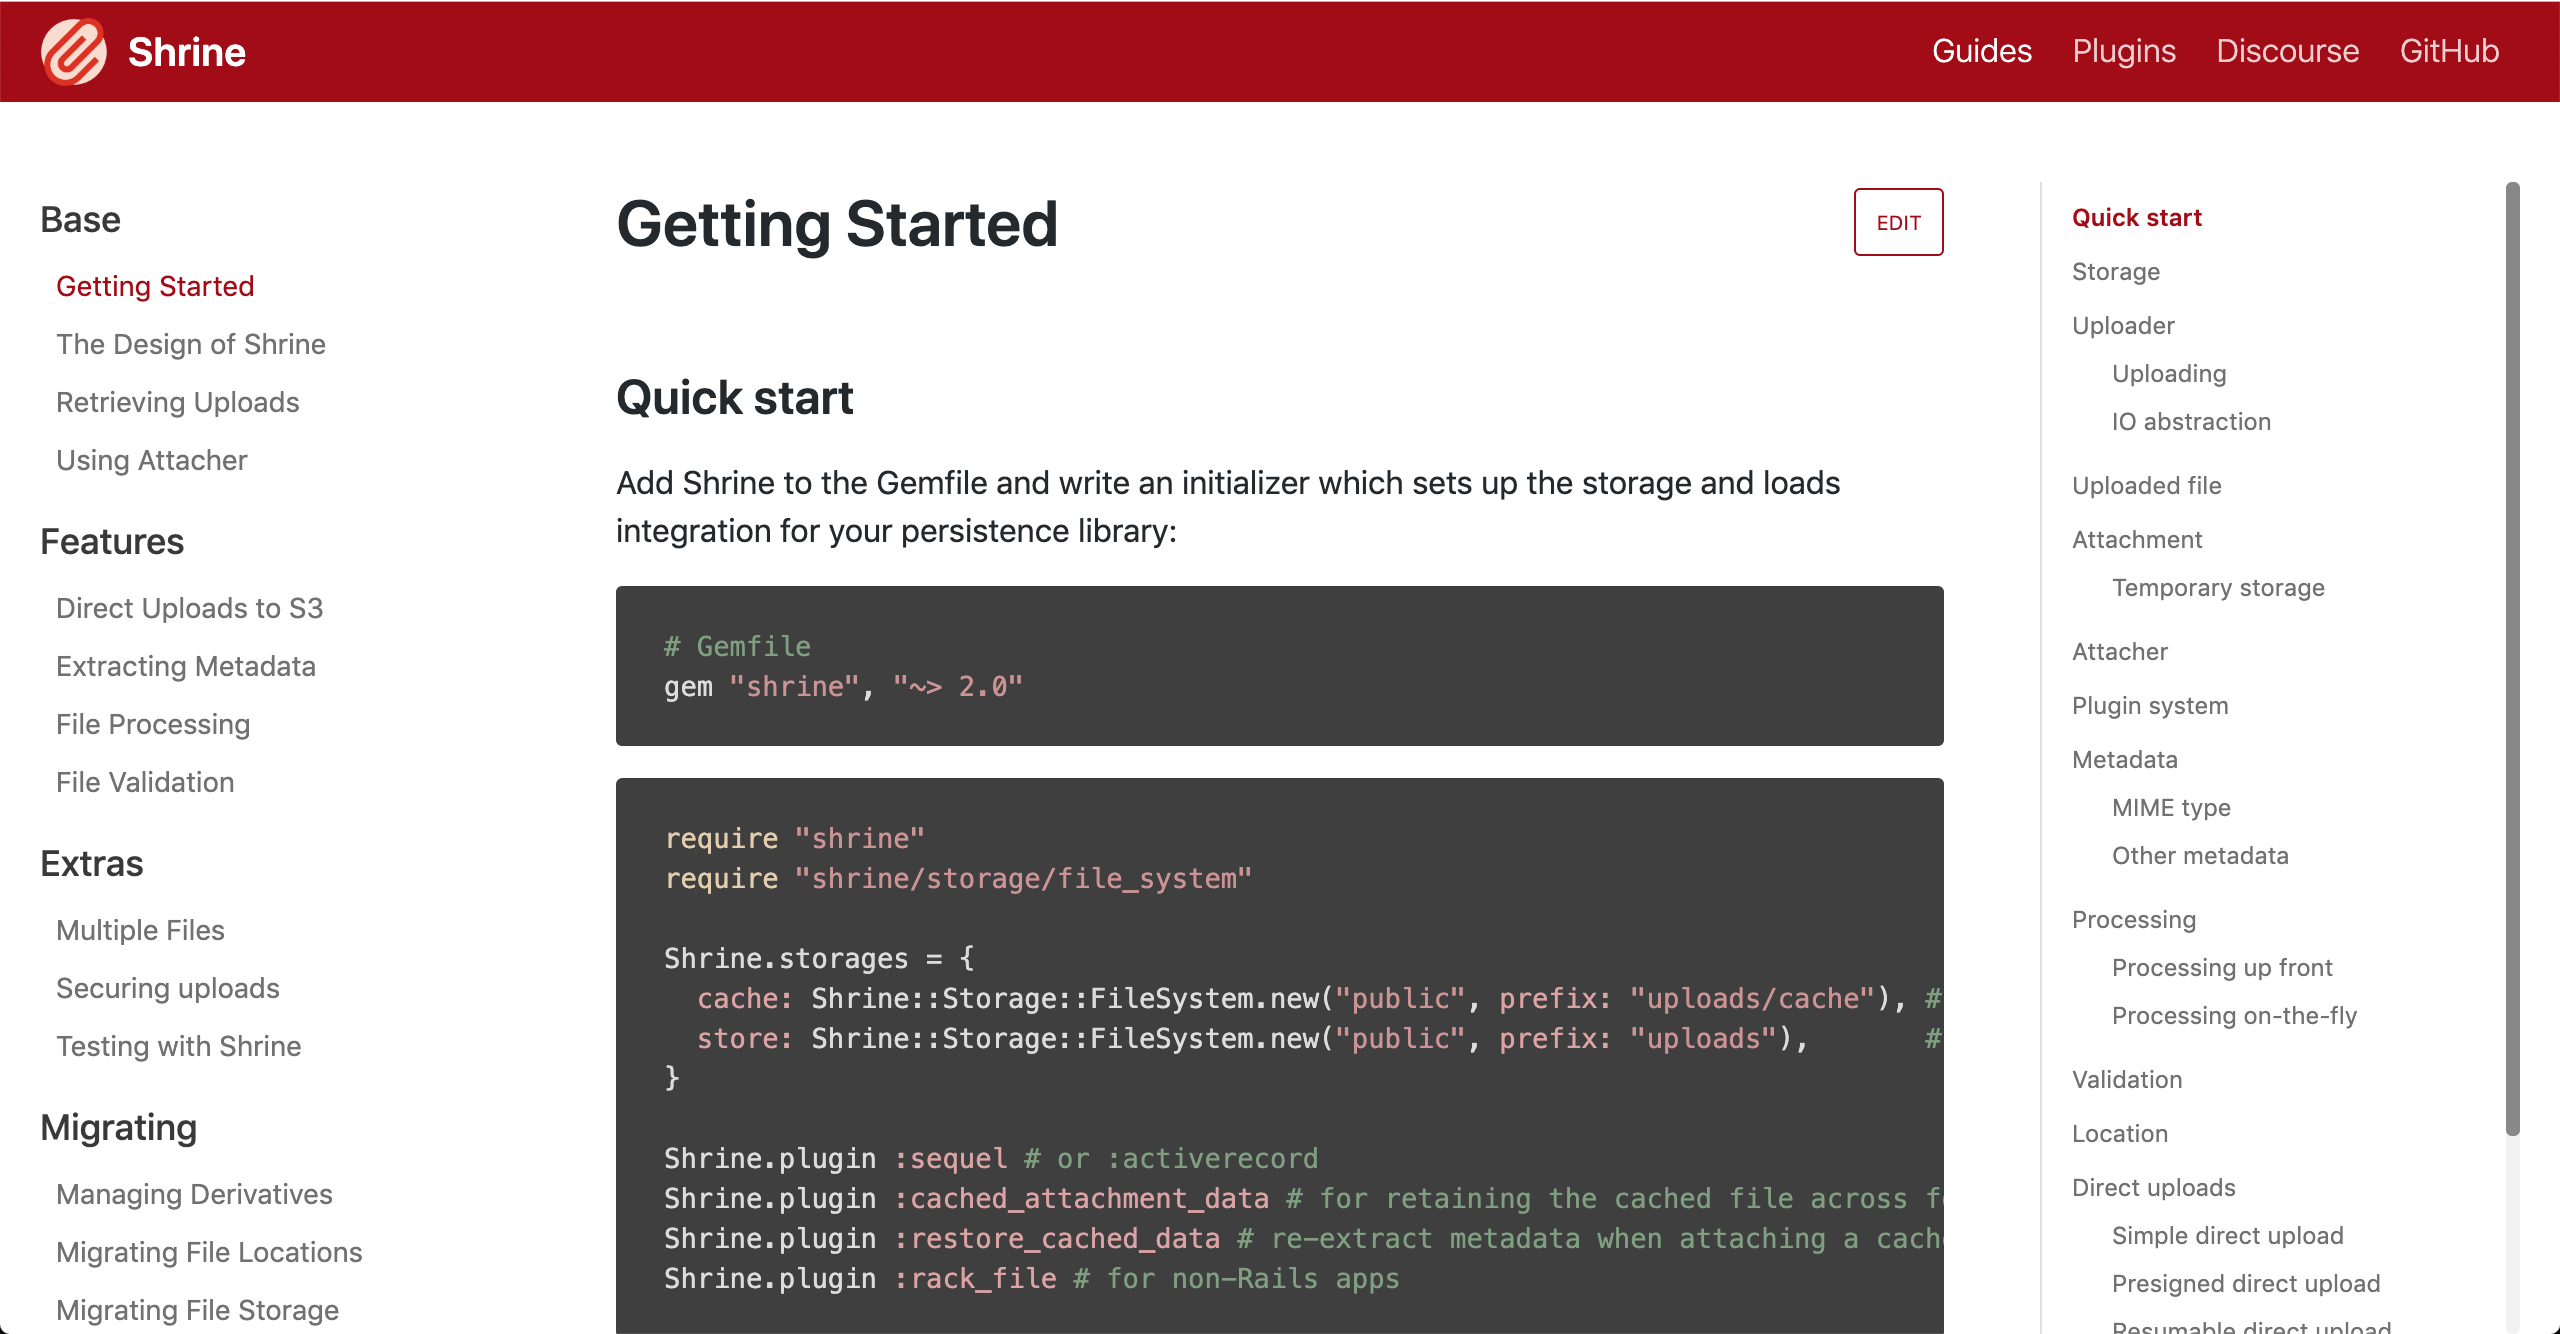 Shrine
Guides Plugins Discourse GitHub
Base
Getting Started
The Design of Shrine
Retrieving Uploads
Using Attacher
Features
Direct Uploads to S3
Extracting Metadata
File Processing
File Validation
Extras
Multiple Files
Securing uploads
Testing with Shrine
Migrating
Managing Derivatives
Migrating File Locations
Migrating File Storage
Getting Started
EDIT
Quick start
Add Shrine to the Gemfile and write an initializer which sets up the storage and loads
integration for your persistence library:
# Gemfile
gem "shrine", "~> 2.0"
require "shrine"
require "shrine/storage/file_system"
Shrine.storages = {
cache: Shrine::Storage::FileSystem.new("public", prefix: "uploads/cache"), #
store: Shrine::Storage::FileSystem.new("public", prefix: "uploads"), #
}
Shrine.plugin :sequel # or :activerecord
Shrine.plugin :cached_attachment_data # for retaining the cached file across f
Shrine.plugin :restore_cached_data # re-extract metadata when attaching a cach
Shrine.plugin :rack_file # for non-Rails apps
Quick start
Storage
Uploader
Uploading
IO abstraction
Uploaded file
Attachment
Temporary storage
Attacher
Plugin system
Metadata
MIME type
Other metadata
Processing
Processing up front
Processing on-the-fly
Validation
Location
Direct uploads
Simple direct upload
Presigned direct upload
Resumable direct upload